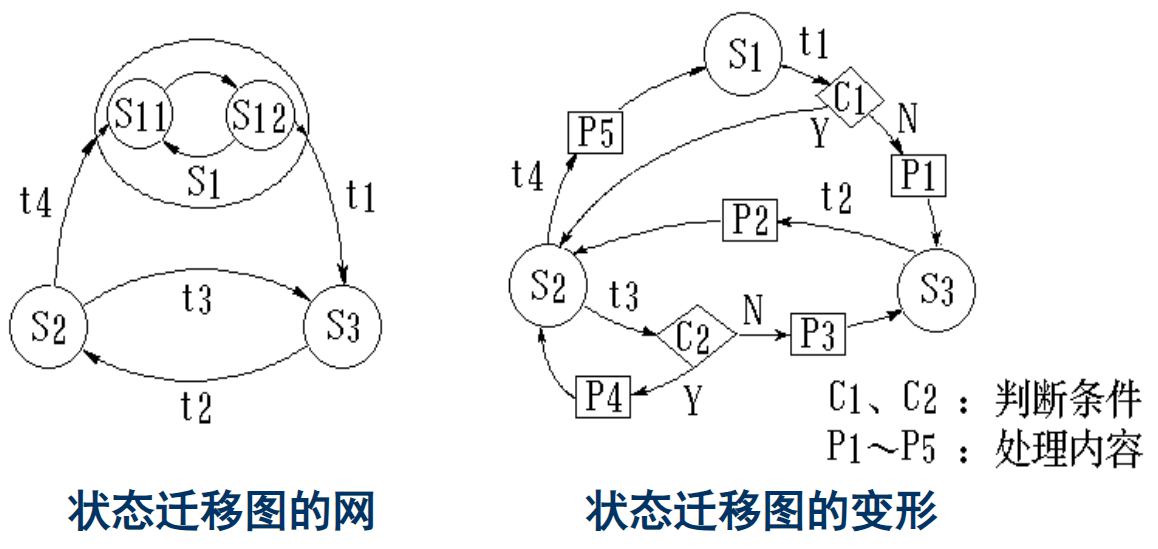 S11
S12
S1
t4
t1
S2
t3
S3
t2
状态迁移图的网
S1
t1
C1
N
Y
P5
P1
t4
t2
P2
S2
S3
t3
C2
N
P3
P4
Y
C1、C2 : 判断条件
P1～P5 : 处理内容
状态迁移图的变形